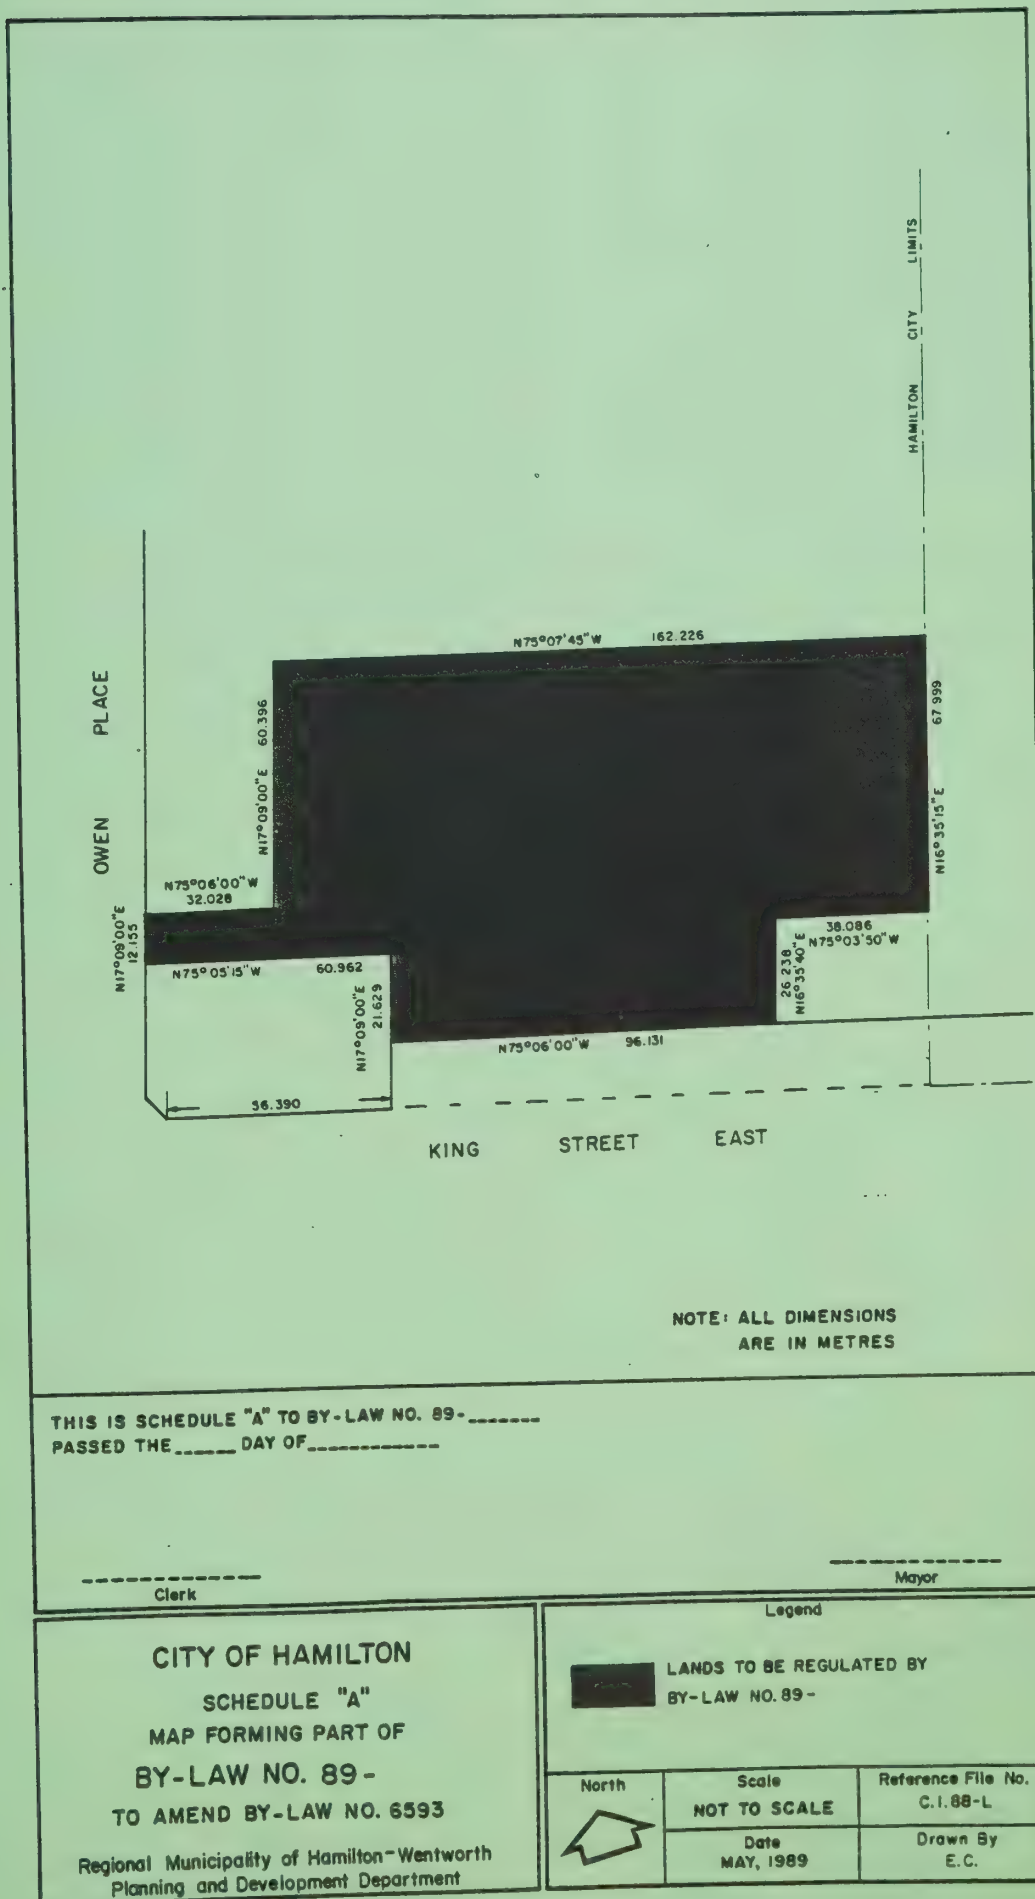 HAMILTON CITY LIMITS
N75°07'45"W 162.226
OWEN PLACE
N17°09'00"E 60.396
67.999
N16°35'15"E
N75°06'00"W
32.028
N17°09'00"E
12.155
N75°05'15"W 60.962
N17°09'00"E
21.629
38.086
N75°03'50"W
26.238
N16°35'40"E
N75°06'00"W 96.131
56.390
KING STREET EAST
NOTE: ALL DIMENSIONS
ARE IN METRES
THIS IS SCHEDULE "A" TO BY-LAW NO. 89-_______
PASSED THE______ DAY OF____________
Clerk
Mayor
CITY OF HAMILTON
SCHEDULE "A"
MAP FORMING PART OF
BY-LAW NO. 89-
TO AMEND BY-LAW NO. 6593
Regional Municipality of Hamilton-Wentworth
Planning and Development Department
Legend
LANDS TO BE REGULATED BY
BY-LAW NO. 89-
North
Scale
NOT TO SCALE
Reference File No.
C.I.88-L
Date
MAY, 1989
Drawn By
E.C.